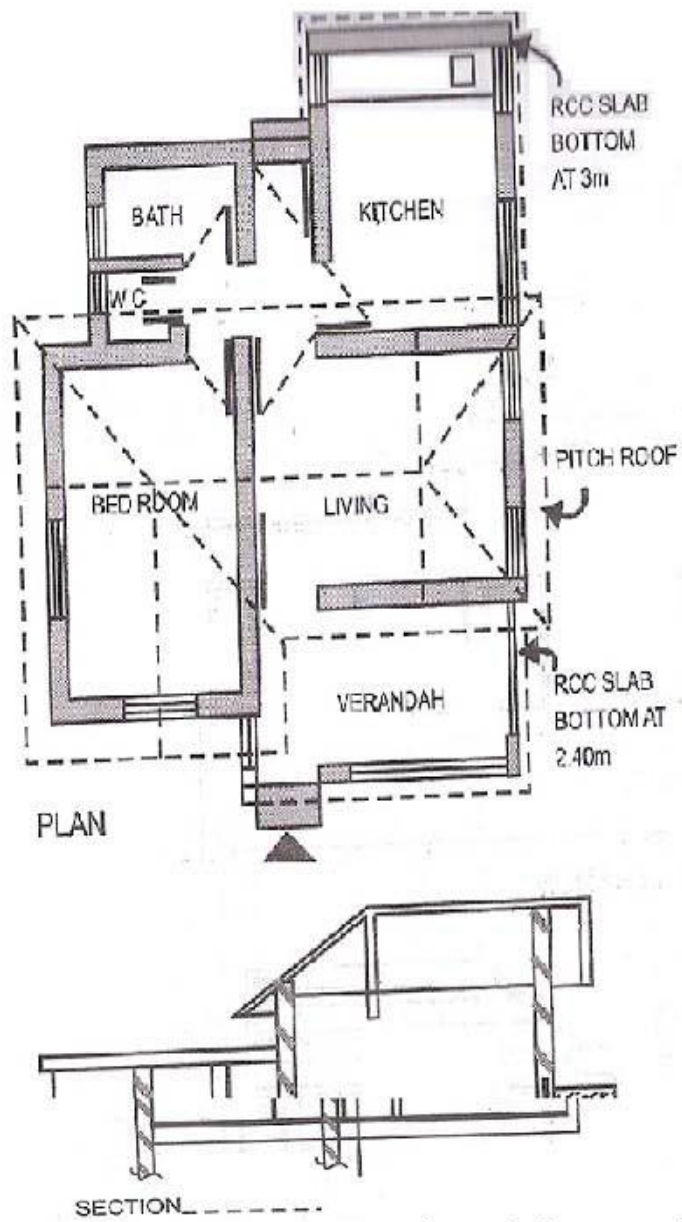 RCC SLAB
BOTTOM
AT 3m
BATH
KITCHEN
W C
PITCH ROOF
BED ROOM
LIVING
VERANDAH
RCC SLAB
BOTTOM AT
2.40m
PLAN
SECTION